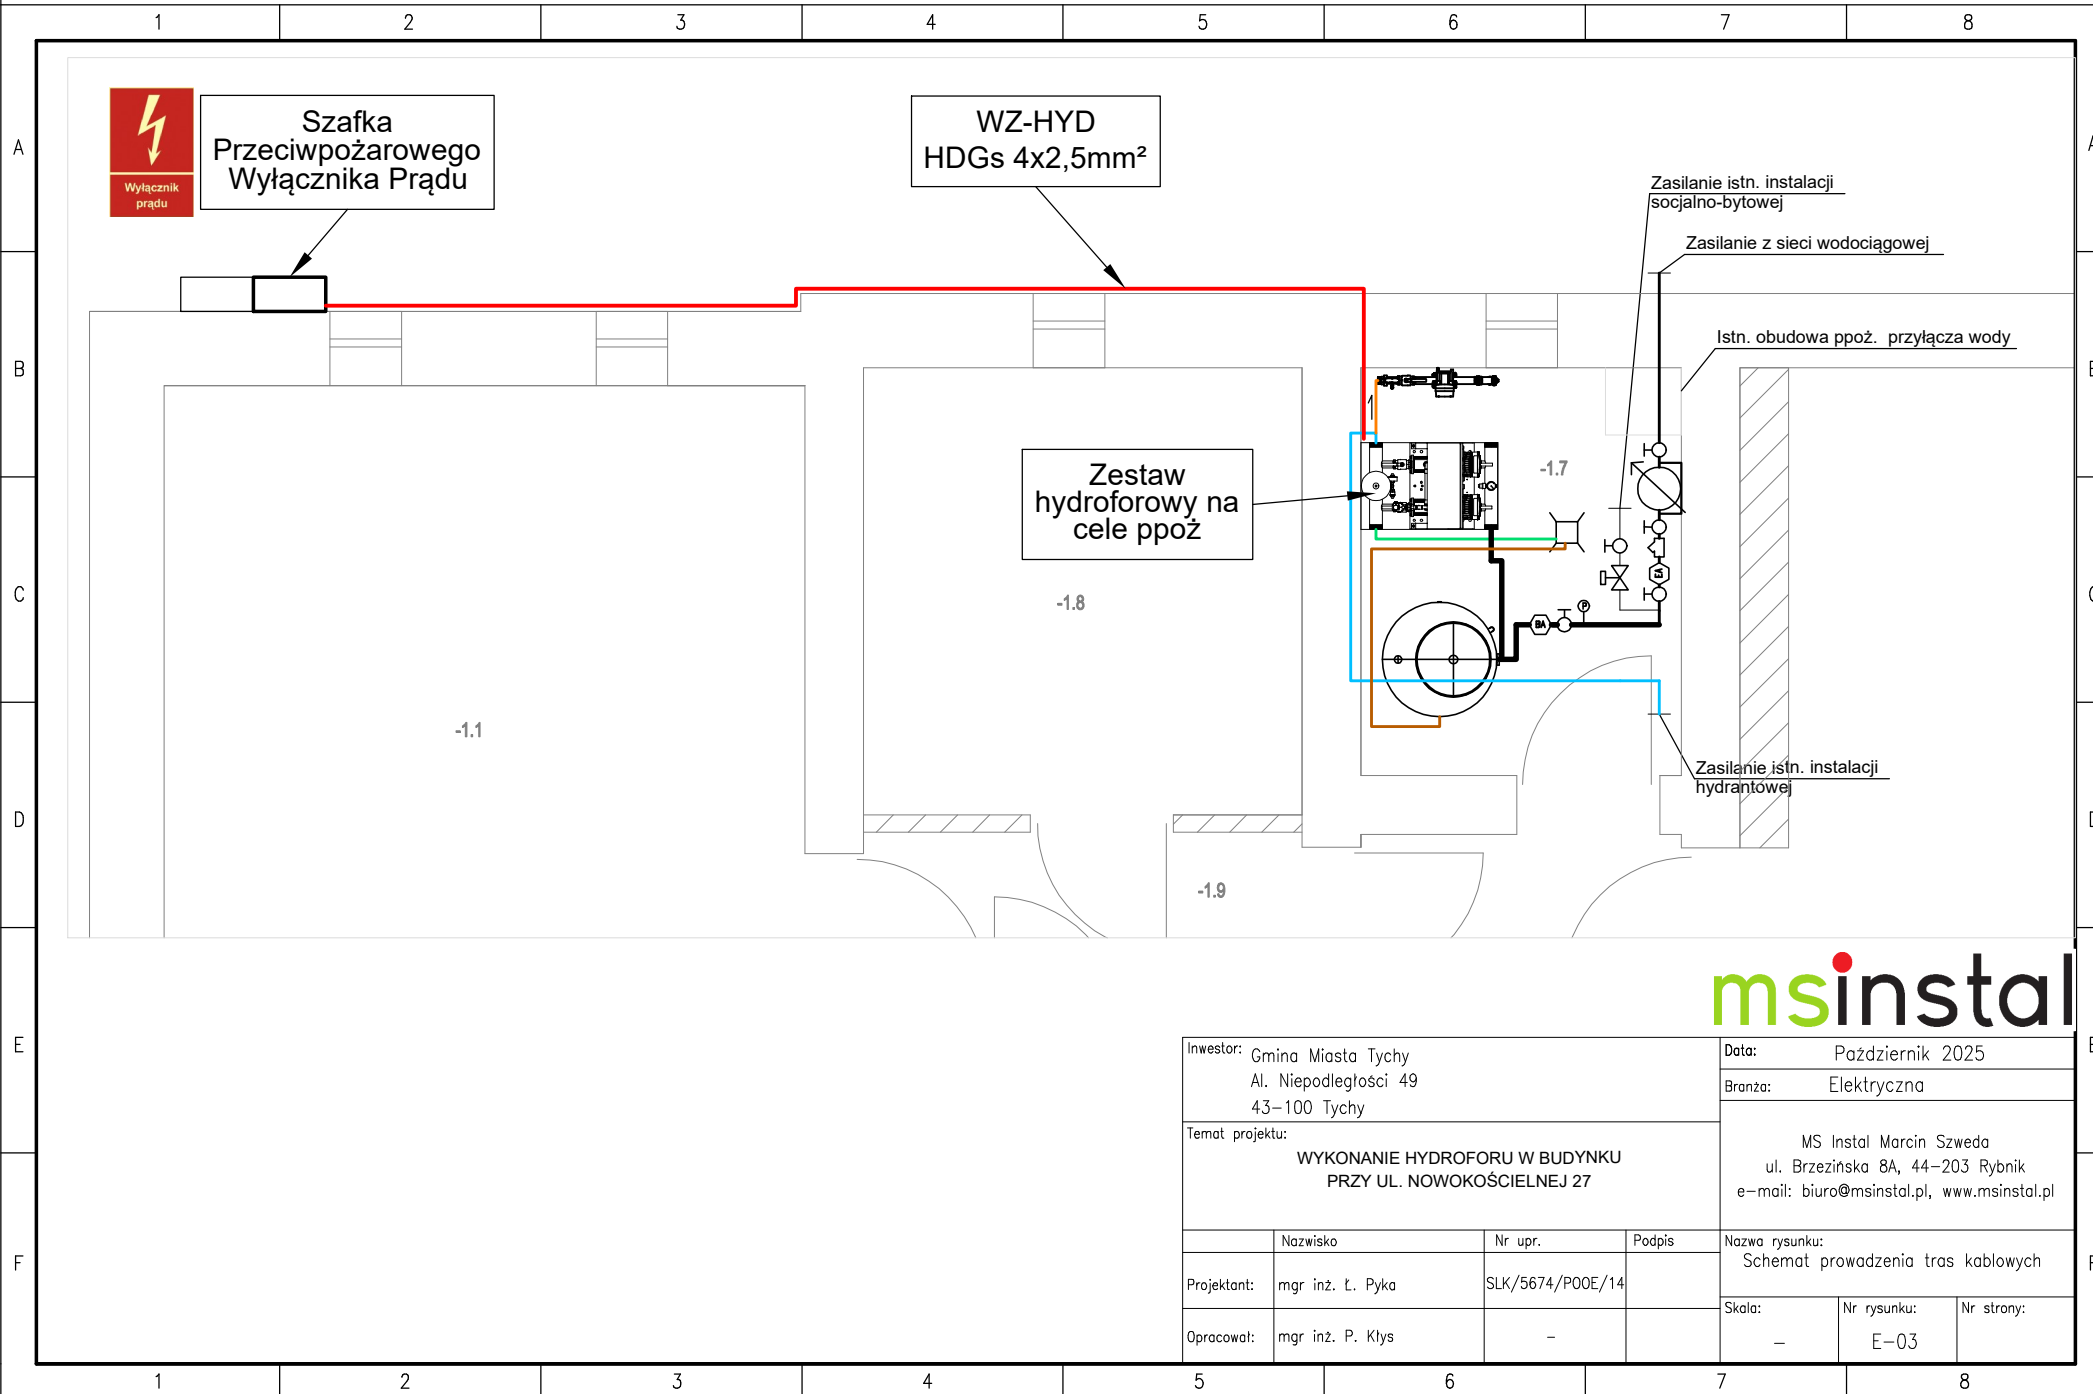 1 2 3 4 5 6 7 8
A
Wyłącznik
prądu
Szafka
Przeciwpożarowego
Wyłącznika Prądu
WZ-HYD
HDGs 4x2,5mm²
Zasilanie istn. instalacji
socjalno-bytowej
Zasilanie z sieci wodociągowej
Istn. obudowa ppoż. przyłącza wody
B
1
-1.7
Zestaw
hydroforowy na
cele ppoż
C
EA
P
BA
-1.8
-1.1
Zasilanie istn. instalacji
hydrantowej
D
-1.9
msinstal
E
Inwestor: Gmina Miasta Tychy
Al. Niepodległości 49
43-100 Tychy
Data: Październik 2025
Branża: Elektryczna
Temat projektu:
WYKONANIE HYDROFORU W BUDYNKU
PRZY UL. NOWOKOŚCIELNEJ 27
MS Instal Marcin Szweda
ul. Brzezińska 8A, 44-203 Rybnik
e-mail: biuro@msinstal.pl, www.msinstal.pl
F
Nazwisko Nr upr. Podpis
Projektant: mgr inż. Ł. Pyka SLK/5674/POOE/14
Opracował: mgr inż. P. Kłys -
Nazwa rysunku:
Schemat prowadzenia tras kablowych
Skala: Nr rysunku: Nr strony:
- E-03
1 2 3 4 5 6 7 8